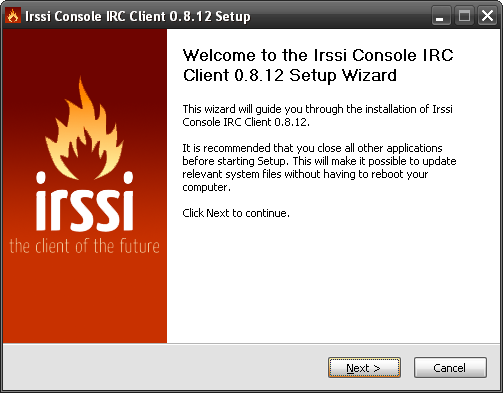 Irssi Console IRC Client 0.8.12 Setup
Welcome to the Irssi Console IRC
Client 0.8.12 Setup Wizard
This wizard will guide you through the installation of Irssi
Console IRC Client 0.8.12.
It is recommended that you close all other applications
before starting Setup. This will make it possible to update
relevant system files without having to reboot your
computer.
Click Next to continue.
irssi
the client of the future
Next >
Cancel